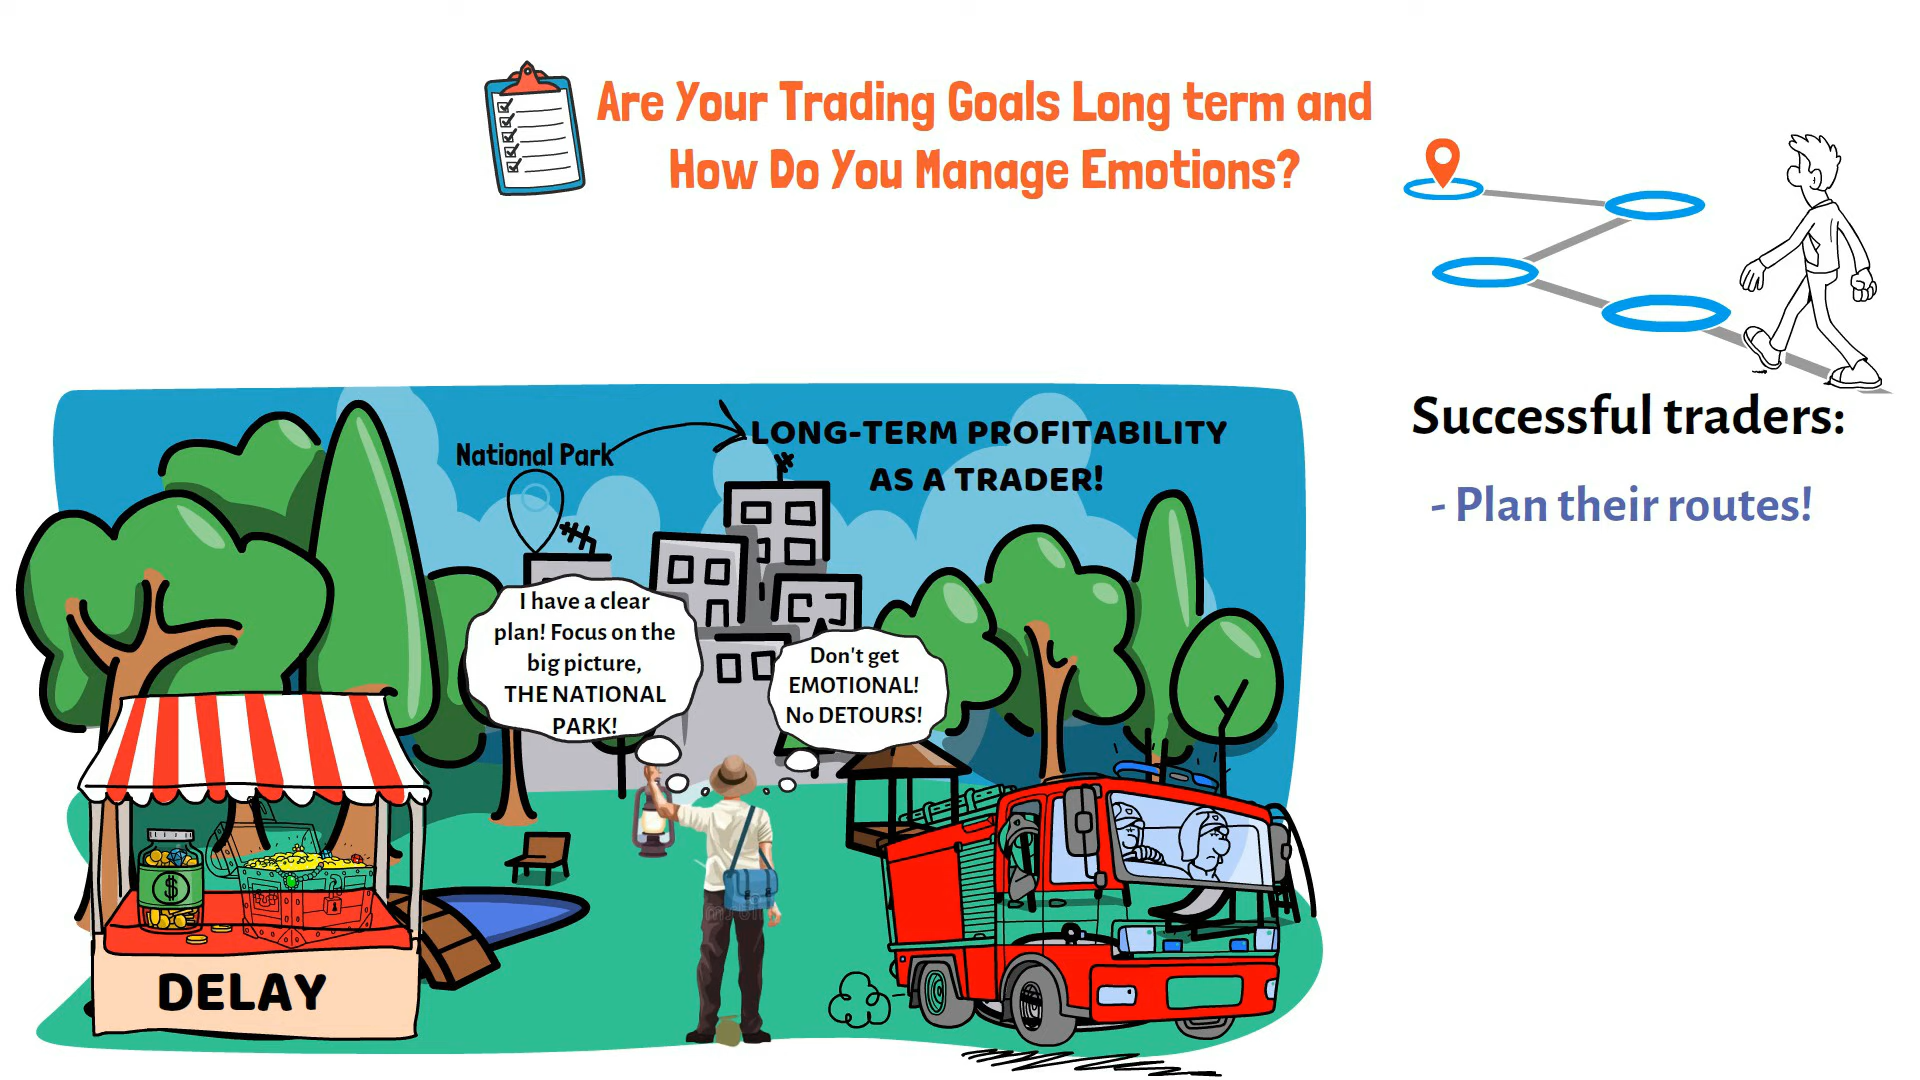 Are Your Trading Goals Long term and
How Do You Manage Emotions?
Successful traders:
- Plan their routes!
National Park
LONG-TERM PROFITABILITY
AS A TRADER!
I have a clear
plan! Focus on the
big picture,
THE NATIONAL
PARK!
Don't get
EMOTIONAL!
No DETOURS!
$
DELAY